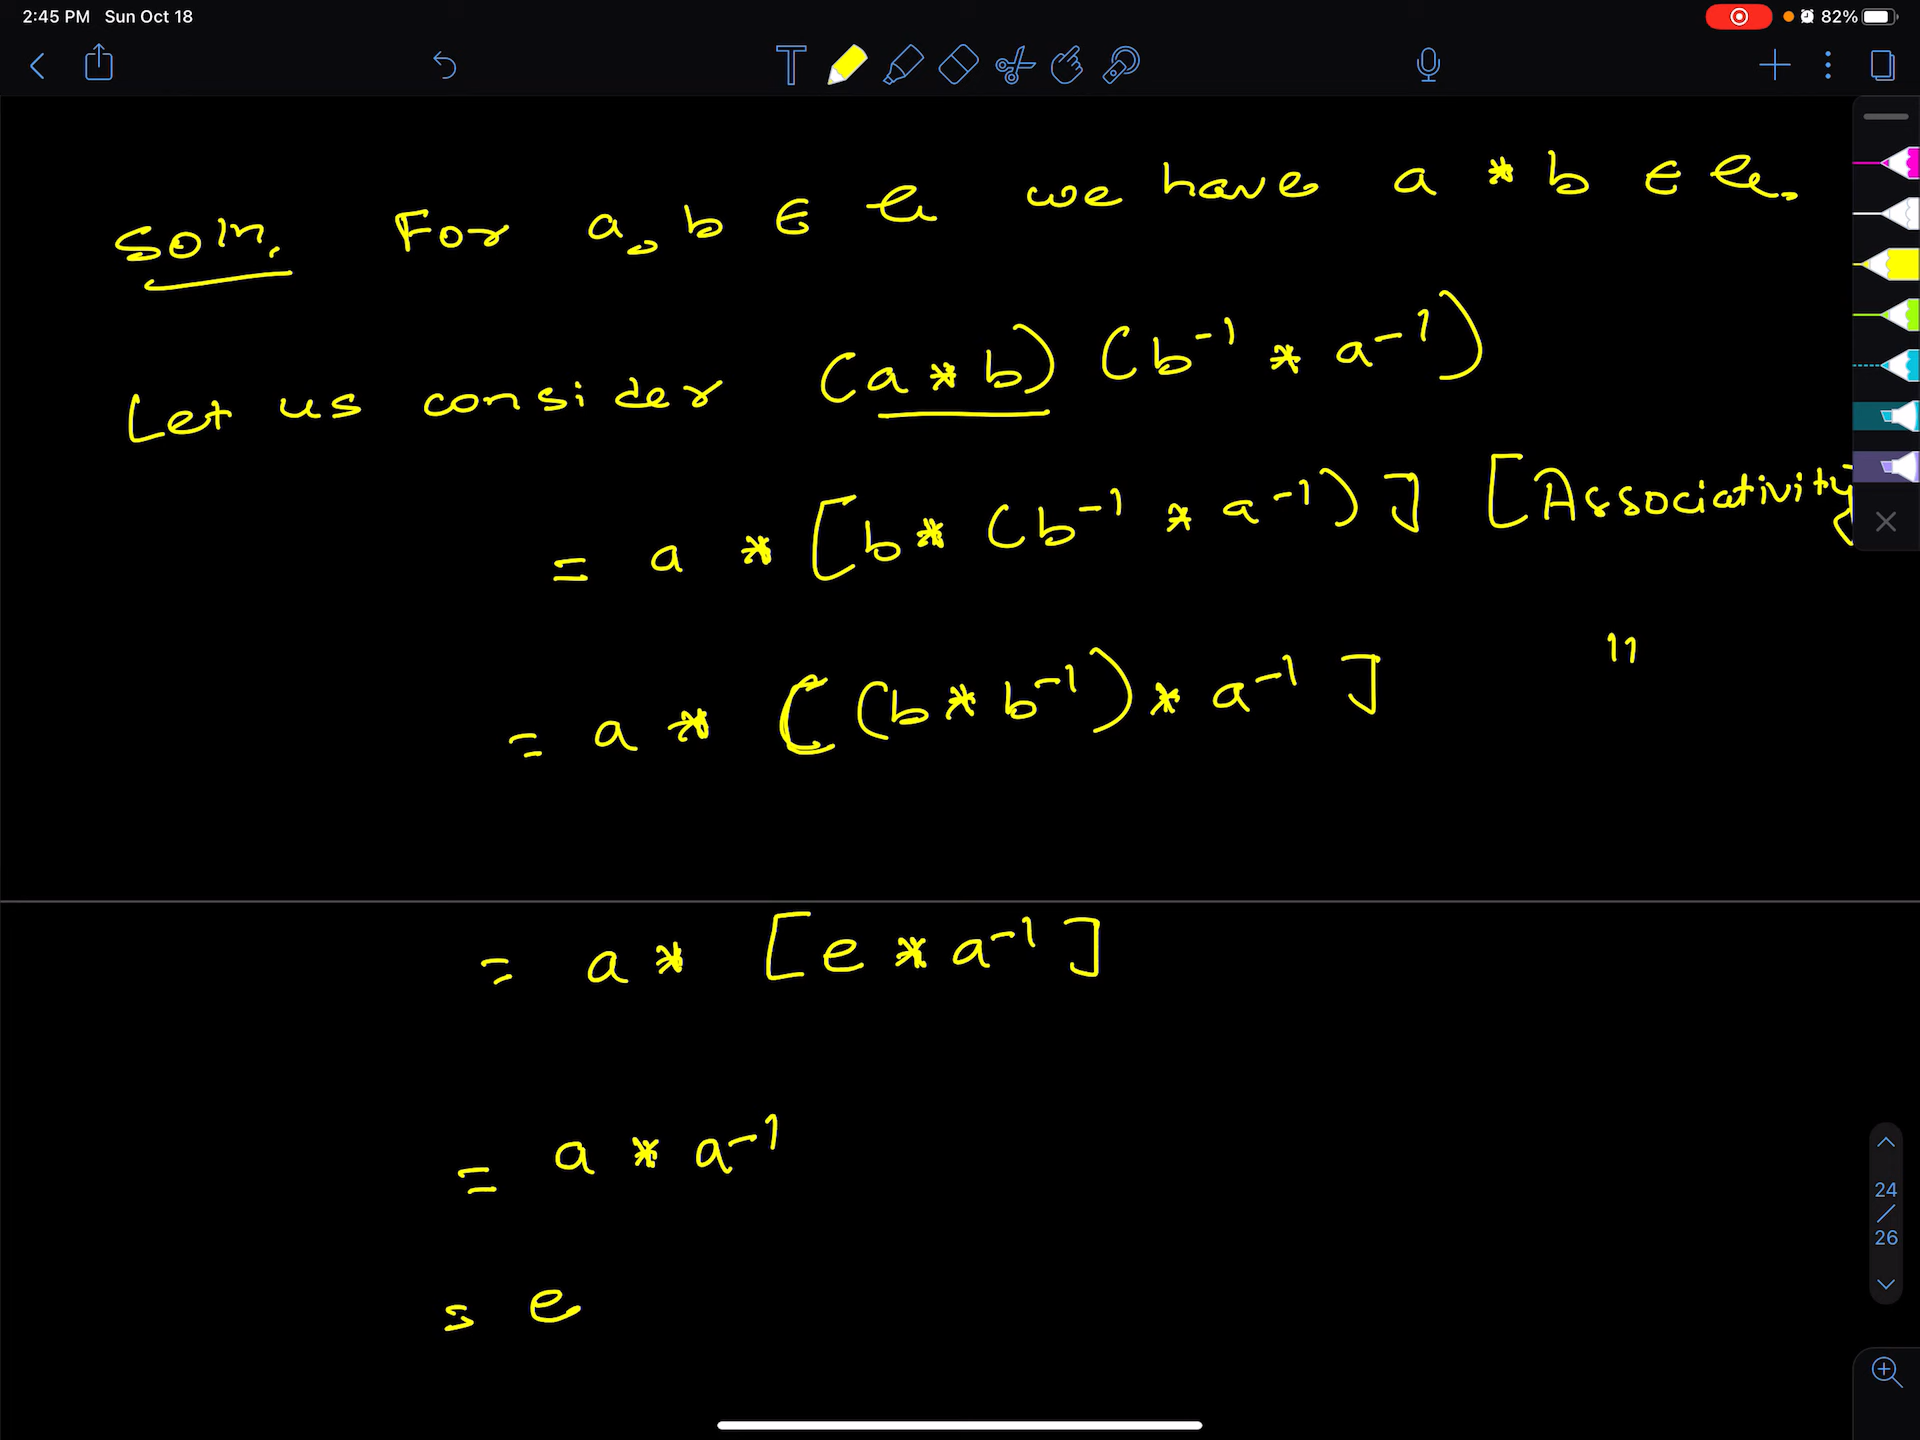 2:45 PM Sun Oct 18 82%
T
Soln. For a, b ∈ G we have a * b ∈ G.
Let us consider (a * b) (b⁻¹ * a⁻¹)
= a * [b * (b⁻¹ * a⁻¹)] [Associativity]
= a * [(b * b⁻¹) * a⁻¹] "
= a * [e * a⁻¹]
= a * a⁻¹
= e
24
/
26